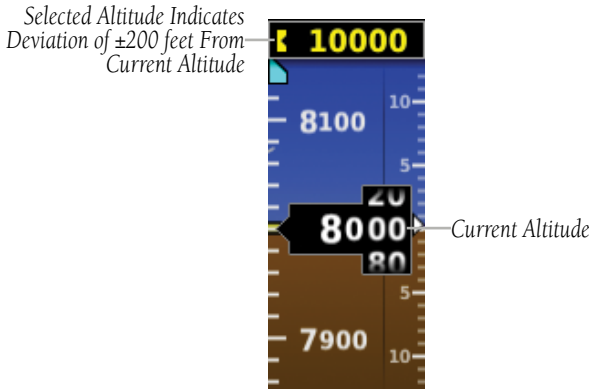 Selected Altitude Indicates
Deviation of ±200 feet From
Current Altitude
10000
10
8100
5
20
8000
Current Altitude
80
5
7900
10